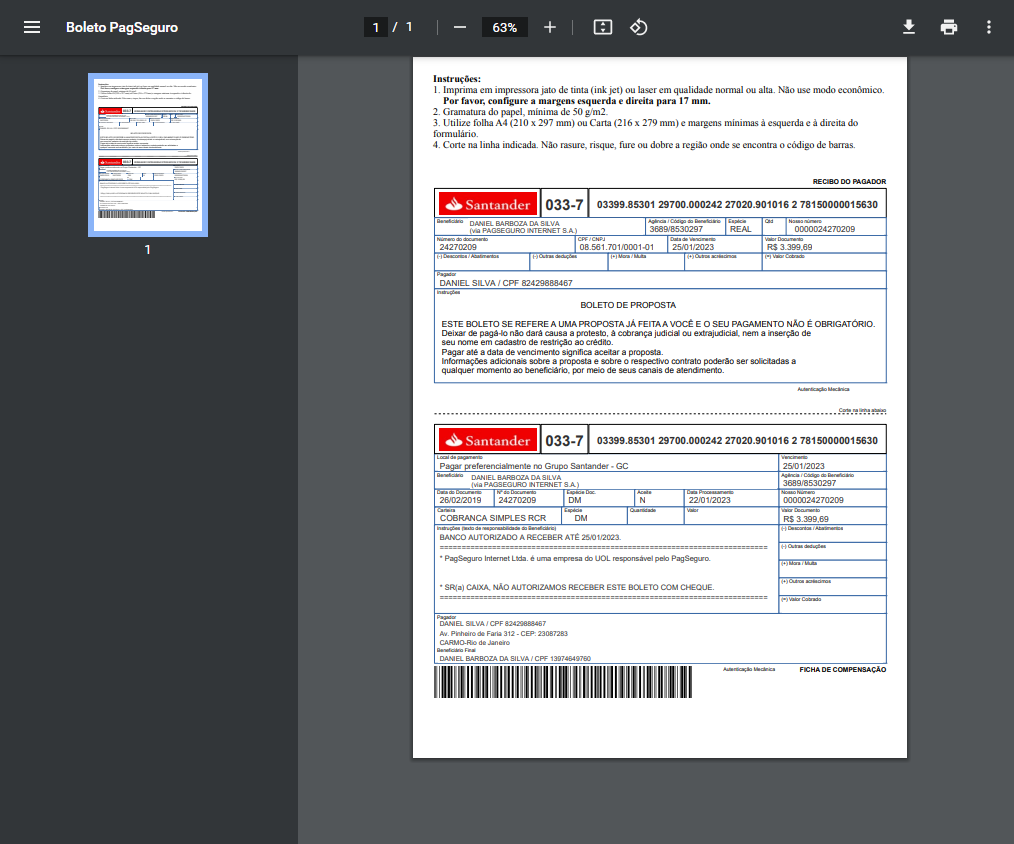 Boleto PagSeguro
1 / 1
63%
1
Instruções:
1. Imprima em impressora jato de tinta (ink jet) ou laser em qualidade normal ou alta. Não use modo econômico.
Por favor, configure a margens esquerda e direita para 17 mm.
2. Gramatura do papel, mínima de 50 g/m2.
3. Utilize folha A4 (210 x 297 mm) ou Carta (216 x 279 mm) e margens mínimas à esquerda e à direita do
formulário.
4. Corte na linha indicada. Não rasure, risque, fure ou dobre a região onde se encontra o código de barras.
RECIBO DO PAGADOR
Santander 033-7 03399.85301 29700.000242 27020.901016 2 78150000015630
Beneficiário DANIEL BARBOZA DA SILVA Agência / Código do Beneficiário Espécie Qtd Nosso número
(via PAGSEGURO INTERNET S.A.) 3689/8530297 REAL 0000024270209
Número do documento CPF / CNPJ Data de Vencimento Valor Documento
24270209 08.561.701/0001-01 25/01/2023 R$ 3.399,69
(-) Descontos / Abatimentos (-) Outras deduções (+) Mora / Multa (+) Outros acréscimos (=) Valor Cobrado
Pagador
DANIEL SILVA / CPF 82429888467
Instruções
BOLETO DE PROPOSTA
ESTE BOLETO SE REFERE A UMA PROPOSTA JÁ FEITA A VOCÊ E O SEU PAGAMENTO NÃO É OBRIGATÓRIO.
Deixar de pagá-lo não dará causa a protesto, à cobrança judicial ou extrajudicial, nem a inserção de
seu nome em cadastro de restrição ao crédito.
Pagar até a data de vencimento significa aceitar a proposta.
Informações adicionais sobre a proposta e sobre o respectivo contrato poderão ser solicitadas a
qualquer momento ao beneficiário, por meio de seus canais de atendimento.
Autenticação Mecânica
Corte na linha abaixo
Santander 033-7 03399.85301 29700.000242 27020.901016 2 78150000015630
Local de pagamento Vencimento
Pagar preferencialmente no Grupo Santander - GC 25/01/2023
Beneficiário DANIEL BARBOZA DA SILVA Agência / Código do Beneficiário
(via PAGSEGURO INTERNET S.A.) 3689/8530297
Data do Documento Nº do Documento Espécie Doc. Aceite Data Processamento Nosso Número
26/02/2019 24270209 DM N 22/01/2023 0000024270209
Carteira Espécie Quantidade Valor Valor Documento
COBRANCA SIMPLES RCR DM R$ 3.399,69
Instruções (texto de responsabilidade do Beneficiário) (-) Descontos / Abatimentos
BANCO AUTORIZADO A RECEBER ATÉ 25/01/2023.
(-) Outras deduções
* PagSeguro Internet Ltda. é uma empresa do UOL responsável pelo PagSeguro.
(+) Mora / Multa
(+) Outros acréscimos
* SR(a) CAIXA, NÃO AUTORIZAMOS RECEBER ESTE BOLETO COM CHEQUE.
(=) Valor Cobrado
Pagador
DANIEL SILVA / CPF 82429888467
Av. Pinheiro de Faria 312 - CEP: 23087283
CARMO-Rio de Janeiro
Beneficiário Final
DANIEL BARBOZA DA SILVA / CPF 13974649760
Autenticação Mecânica FICHA DE COMPENSAÇÃO